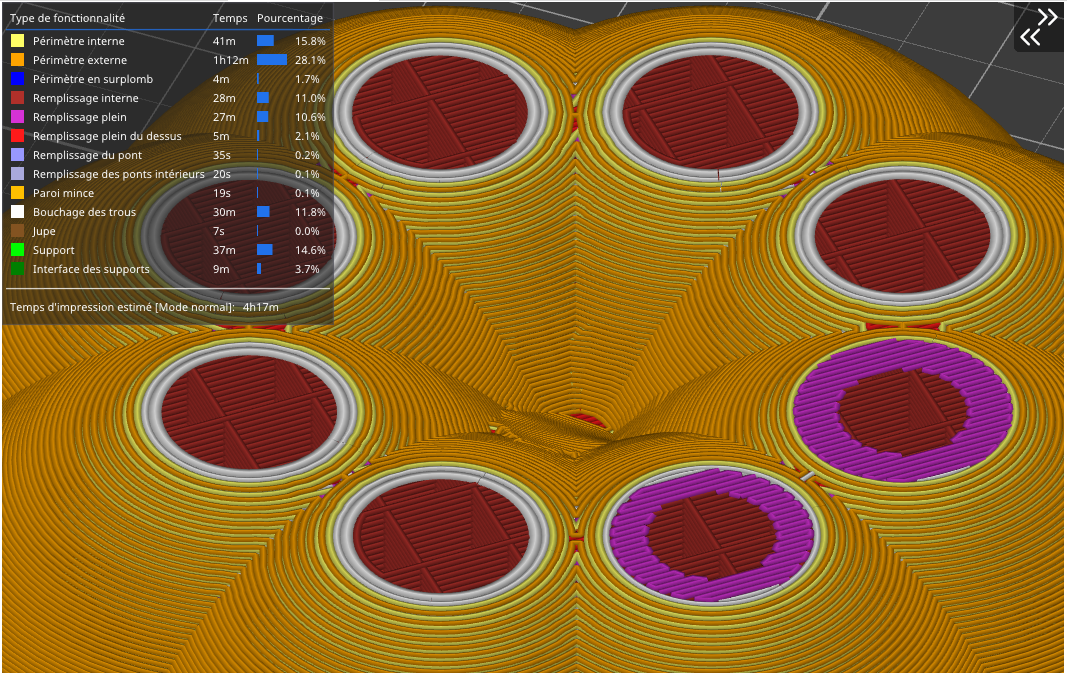 Type de fonctionnalité Temps Pourcentage
Périmètre interne 41m 15.8%
Périmètre externe 1h12m 28.1%
Périmètre en surplomb 4m 1.7%
Remplissage interne 28m 11.0%
Remplissage plein 27m 10.6%
Remplissage plein du dessus 5m 2.1%
Remplissage du pont 35s 0.2%
Remplissage des ponts intérieurs 20s 0.1%
Paroi mince 19s 0.1%
Bouchage des trous 30m 11.8%
Jupe 7s 0.0%
Support 37m 14.6%
Interface des supports 9m 3.7%
Temps d'impression estimé [Mode normal]: 4h17m